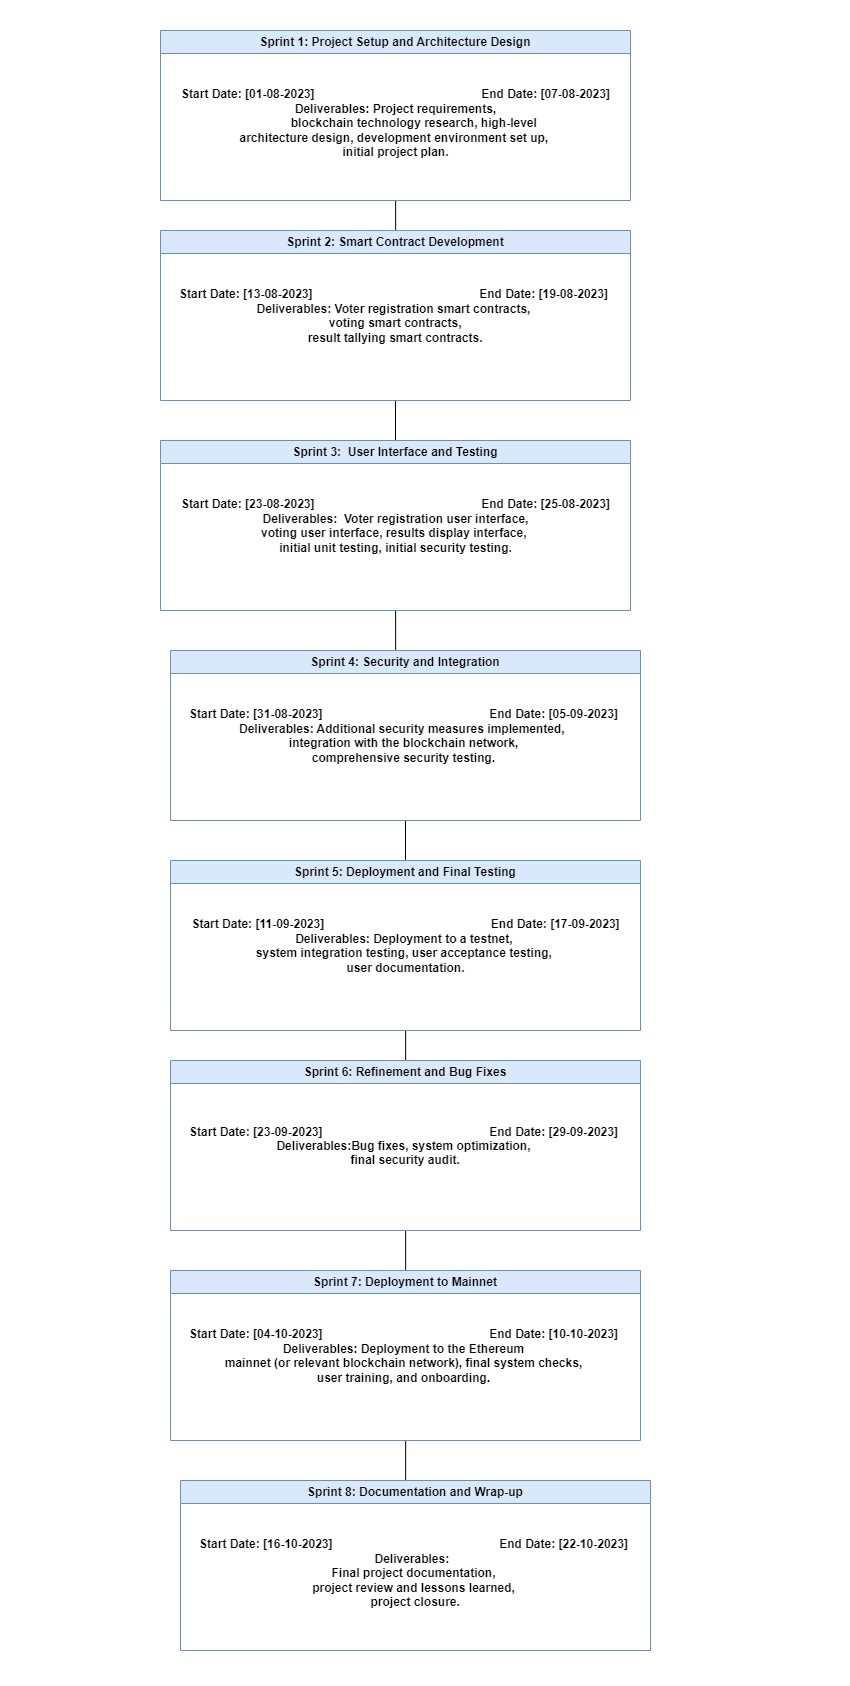 Sprint 1: Project Setup and Architecture Design
Start Date: [01-08-2023] End Date: [07-08-2023]
Deliverables: Project requirements,
blockchain technology research, high-level
architecture design, development environment set up,
initial project plan.
Sprint 2: Smart Contract Development
Start Date: [13-08-2023] End Date: [19-08-2023]
Deliverables: Voter registration smart contracts,
voting smart contracts,
result tallying smart contracts.
Sprint 3: User Interface and Testing
Start Date: [23-08-2023] End Date: [25-08-2023]
Deliverables: Voter registration user interface,
voting user interface, results display interface,
initial unit testing, initial security testing.
Sprint 4: Security and Integration
Start Date: [31-08-2023] End Date: [05-09-2023]
Deliverables: Additional security measures implemented,
integration with the blockchain network,
comprehensive security testing.
Sprint 5: Deployment and Final Testing
Start Date: [11-09-2023] End Date: [17-09-2023]
Deliverables: Deployment to a testnet,
system integration testing, user acceptance testing,
user documentation.
Sprint 6: Refinement and Bug Fixes
Start Date: [23-09-2023] End Date: [29-09-2023]
Deliverables:Bug fixes, system optimization,
final security audit.
Sprint 7: Deployment to Mainnet
Start Date: [04-10-2023] End Date: [10-10-2023]
Deliverables: Deployment to the Ethereum
mainnet (or relevant blockchain network), final system checks,
user training, and onboarding.
Sprint 8: Documentation and Wrap-up
Start Date: [16-10-2023] End Date: [22-10-2023]
Deliverables:
Final project documentation,
project review and lessons learned,
project closure.